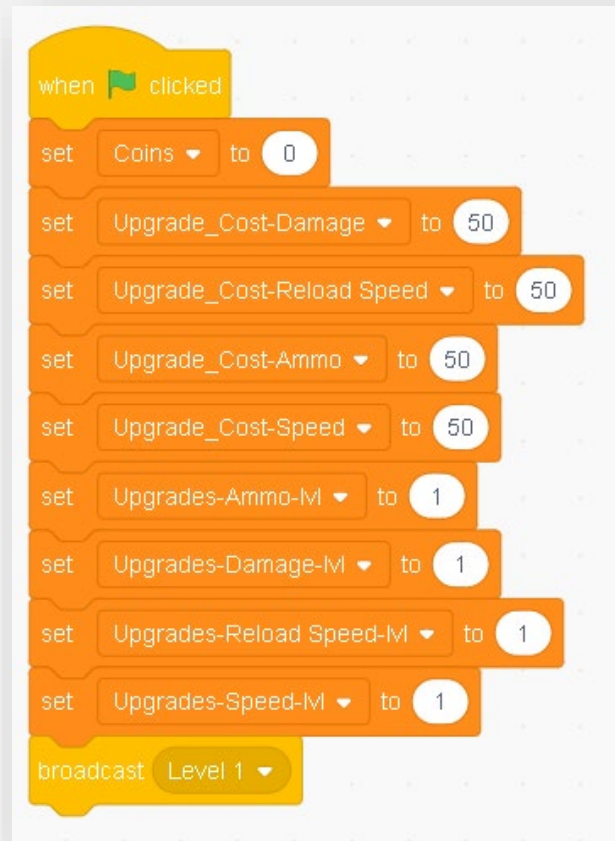 when clicked
set Coins to 0
set Upgrade_Cost-Damage to 50
set Upgrade_Cost-Reload Speed to 50
set Upgrade_Cost-Ammo to 50
set Upgrade_Cost-Speed to 50
set Upgrades-Ammo-lvl to 1
set Upgrades-Damage-lvl to 1
set Upgrades-Reload Speed-lvl to 1
set Upgrades-Speed-lvl to 1
broadcast Level 1